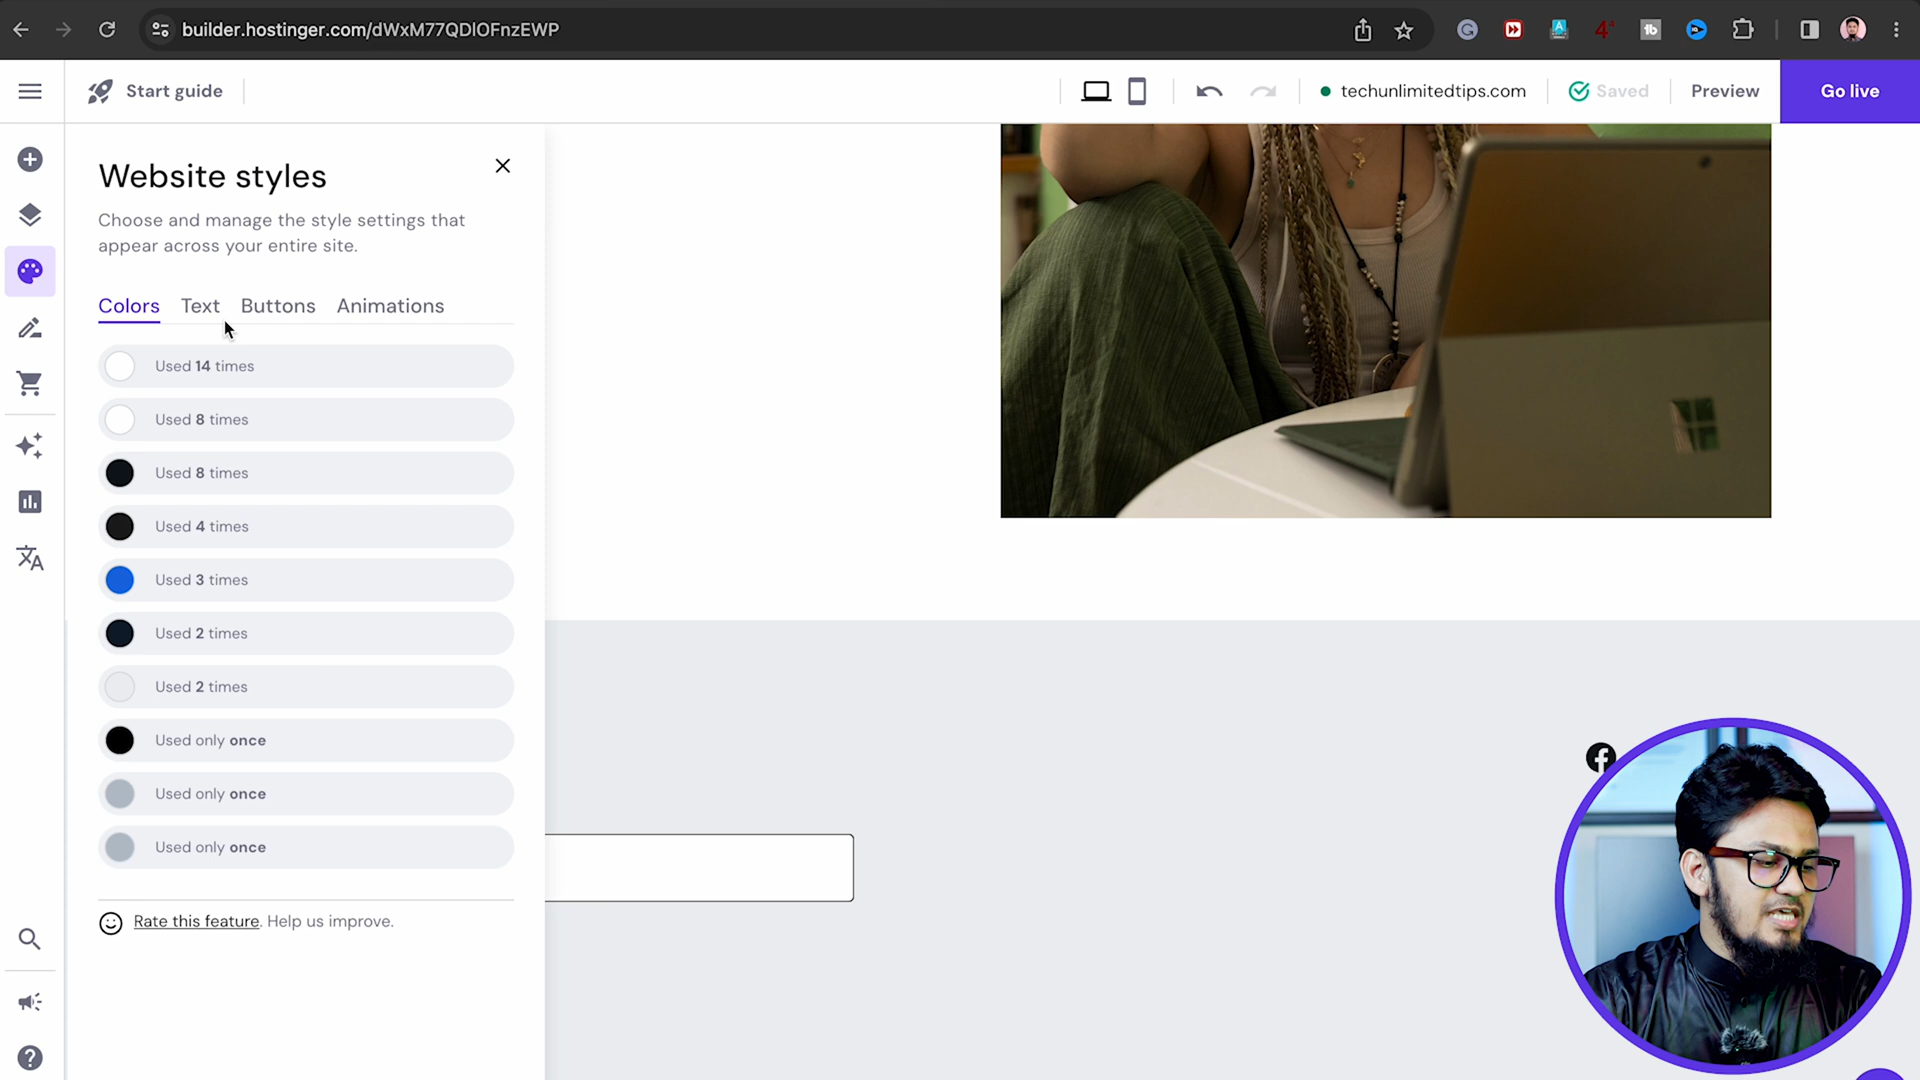 builder.hostinger.com/dWxM77QDlOFnzEWP
Start guide
techunlimitedtips.com
Saved
Preview
Go live
Website styles
Choose and manage the style settings that
appear across your entire site.
Colors Text Buttons Animations
Used 14 times
Used 8 times
Used 8 times
Used 4 times
Used 3 times
Used 2 times
Used 2 times
Used only once
Used only once
Used only once
Rate this feature. Help us improve.